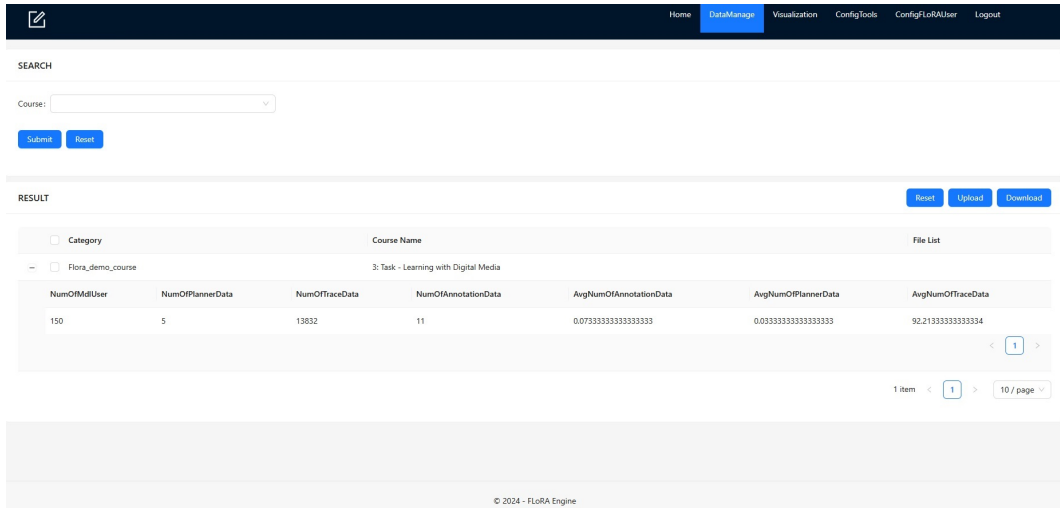 Home DataManage Visualization ConfigTools ConfigFLoRAUser Logout
SEARCH
Course:
Submit Reset
RESULT Reset Upload Download
Category Course Name File List
Flora_demo_course 3: Task - Learning with Digital Media
NumOfMdlUser NumOfPlannerData NumOfTraceData NumOfAnnotationData AvgNumOfAnnotationData AvgNumOfPlannerData AvgNumOfTraceData
150 5 13832 11 0.07333333333333333 0.03333333333333333 92.21333333333334
< 1 >
1 item < 1 > 10 / page
© 2024 - FLoRA Engine